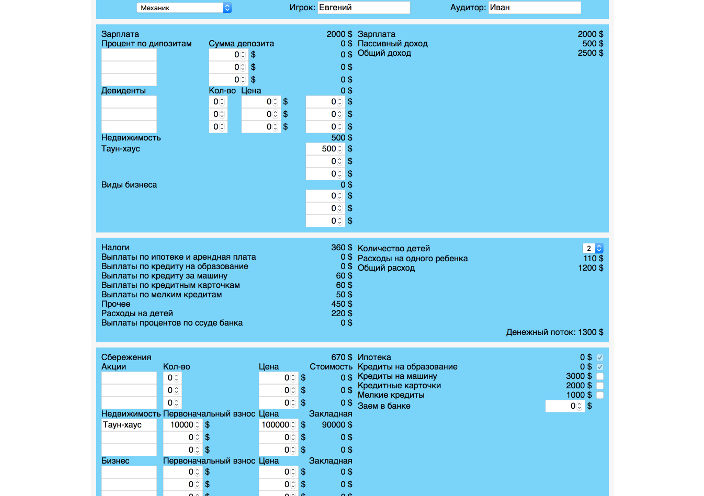 Механик Игрок: Евгений Аудитор: Иван
Зарплата 2000 $ Зарплата 2000 $
Процент по дипозитам Сумма депозита 0 $ Пассивный доход 500 $
0 $ 0 $ Общий доход 2500 $
0 $ 0 $
0 $ 0 $
Девиденты Кол-во Цена 0 $
0 0 $ 0 $
0 0 $ 0 $
0 0 $ 0 $
Недвижимость 500 $
Таун-хаус 500 $
0 $
0 $
Виды бизнеса 0 $
0 $
0 $
0 $
Налоги 360 $ Количество детей 2
Выплаты по ипотеке и арендная плата 0 $ Расходы на одного ребенка 110 $
Выплаты по кредиту на образование 0 $ Общий расход 1200 $
Выплаты по кредиту за машину 60 $
Выплаты по кредитным карточкам 60 $
Выплаты по мелким кредитам 50 $
Прочее 450 $
Расходы на детей 220 $
Выплаты процентов по ссуде банка 0 $
Денежный поток: 1300 $
Сбережения 670 $ Ипотека 0 $
Акции Кол-во Цена Стоимость Кредиты на образование 0 $
0 0 $ 0 $ Кредиты на машину 3000 $
0 0 $ 0 $ Кредитные карточки 2000 $
0 0 $ 0 $ Мелкие кредиты 1000 $
Заем в банке 0 $
Недвижимость Первоначальный взнос Цена Закладная
Таун-хаус 10000 $ 100000 $ 90000 $
0 $ 0 $ 0 $
0 $ 0 $ 0 $
Бизнес Первоначальный взнос Цена Закладная
0 $ 0 $ 0 $
0 $ 0 $ 0 $
0 $ 0 $ 0 $